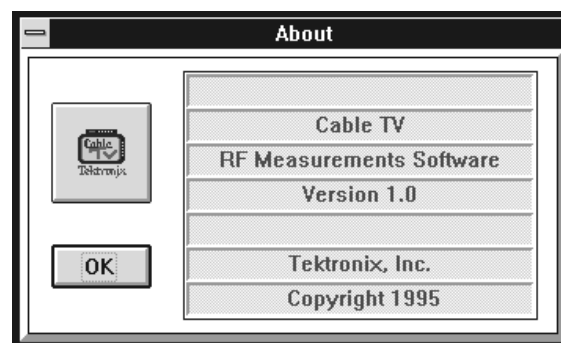 About
Cable
Tektronix
Cable TV
RF Measurements Software
Version 1.0
OK
Tektronix, Inc.
Copyright 1995